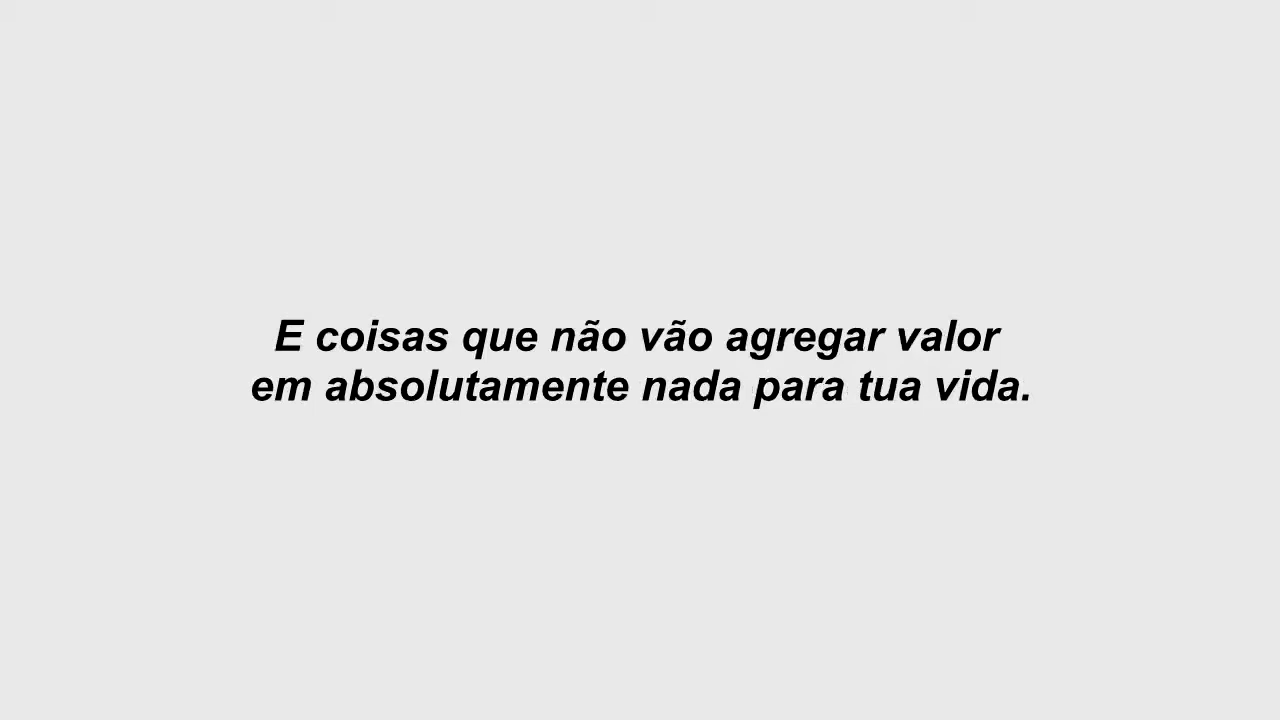 E coisas que não vão agregar valor
em absolutamente nada para tua vida.